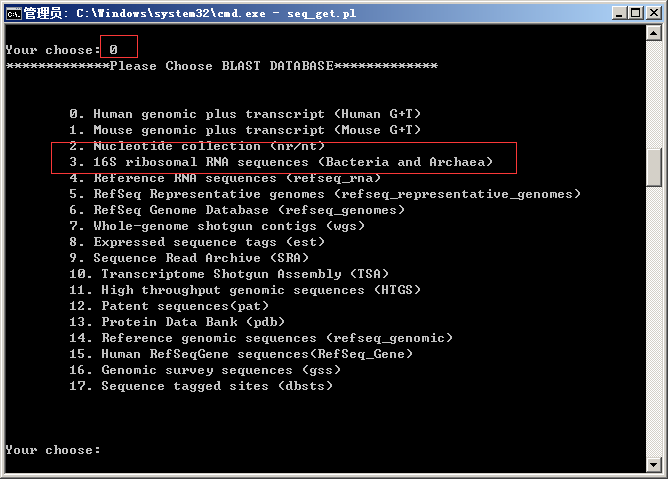 管理员: C:\Windows\system32\cmd.exe - seq_get.pl
Your choose: 0
*************Please Choose BLAST DATABASE*************
0. Human genomic plus transcript (Human G+T)
1. Mouse genomic plus transcript (Mouse G+T)
2. Nucleotide collection (nr/nt)
3. 16S ribosomal RNA sequences (Bacteria and Archaea)
4. Reference RNA sequences (refseq_rna)
5. RefSeq Representative genomes (refseq_representative_genomes)
6. RefSeq Genome Database (refseq_genomes)
7. Whole-genome shotgun contigs (wgs)
8. Expressed sequence tags (est)
9. Sequence Read Archive (SRA)
10. Transcriptome Shotgun Assembly (TSA)
11. High throughput genomic sequences (HTGS)
12. Patent sequences(pat)
13. Protein Data Bank (pdb)
14. Reference genomic sequences (refseq_genomic)
15. Human RefSeqGene sequences(RefSeq_Gene)
16. Genomic survey sequences (gss)
17. Sequence tagged sites (dbsts)
Your choose: